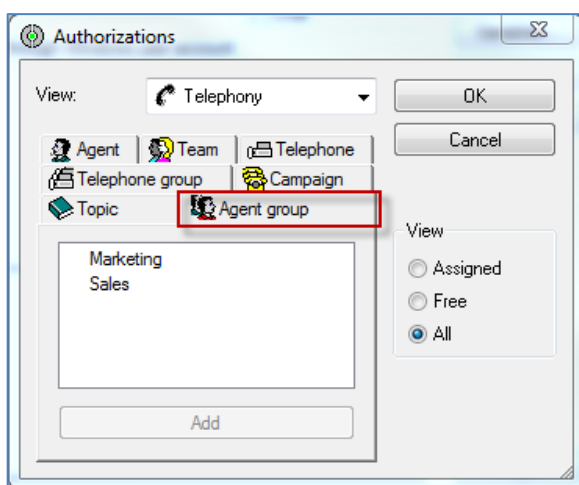 Authorizations
View:
Telephony
OK
Cancel
Agent
Team
Telephone
Telephone group
Campaign
Topic
Agent group
Marketing
Sales
Add
View
Assigned
Free
All